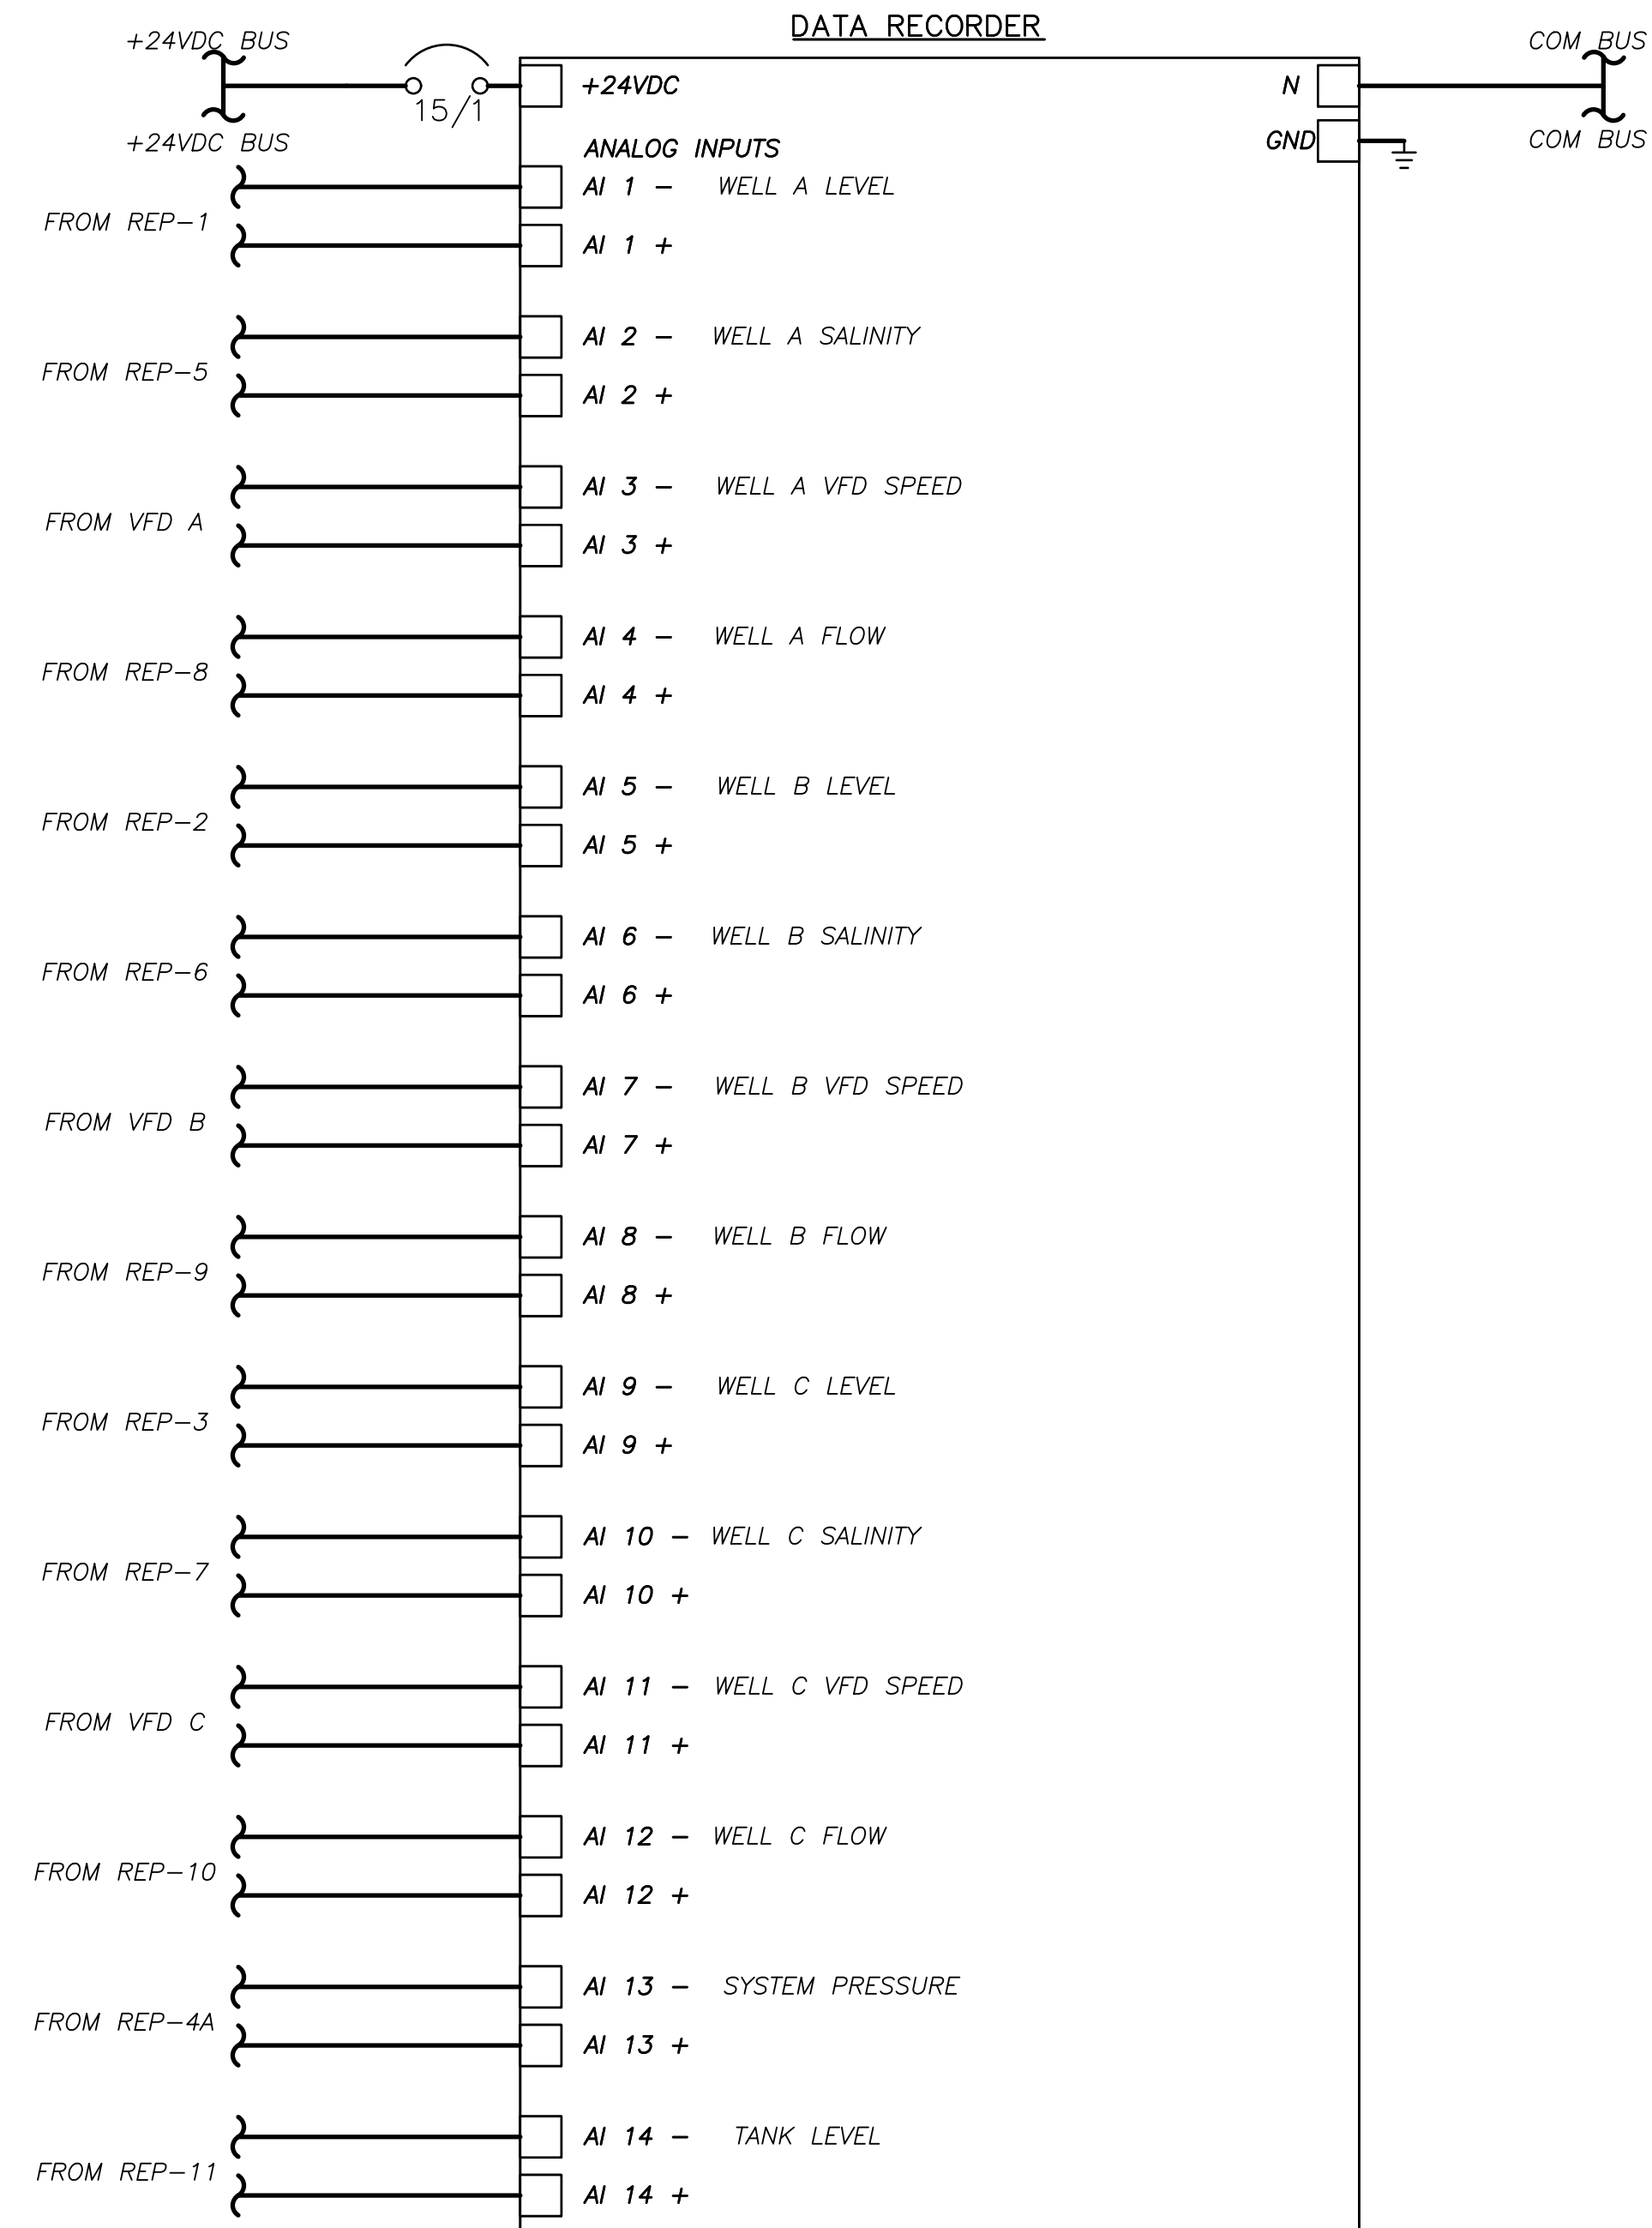 DATA RECORDER
+24VDC BUS
COM BUS
+24VDC
N
15/1
+24VDC BUS
GND
COM BUS
ANALOG INPUTS
AI 1 - WELL A LEVEL
FROM REP-1
AI 1 +
AI 2 - WELL A SALINITY
FROM REP-5
AI 2 +
AI 3 - WELL A VFD SPEED
FROM VFD A
AI 3 +
AI 4 - WELL A FLOW
FROM REP-8
AI 4 +
AI 5 - WELL B LEVEL
FROM REP-2
AI 5 +
AI 6 - WELL B SALINITY
FROM REP-6
AI 6 +
AI 7 - WELL B VFD SPEED
FROM VFD B
AI 7 +
AI 8 - WELL B FLOW
FROM REP-9
AI 8 +
AI 9 - WELL C LEVEL
FROM REP-3
AI 9 +
AI 10 - WELL C SALINITY
FROM REP-7
AI 10 +
AI 11 - WELL C VFD SPEED
FROM VFD C
AI 11 +
AI 12 - WELL C FLOW
FROM REP-10
AI 12 +
AI 13 - SYSTEM PRESSURE
FROM REP-4A
AI 13 +
AI 14 - TANK LEVEL
FROM REP-11
AI 14 +